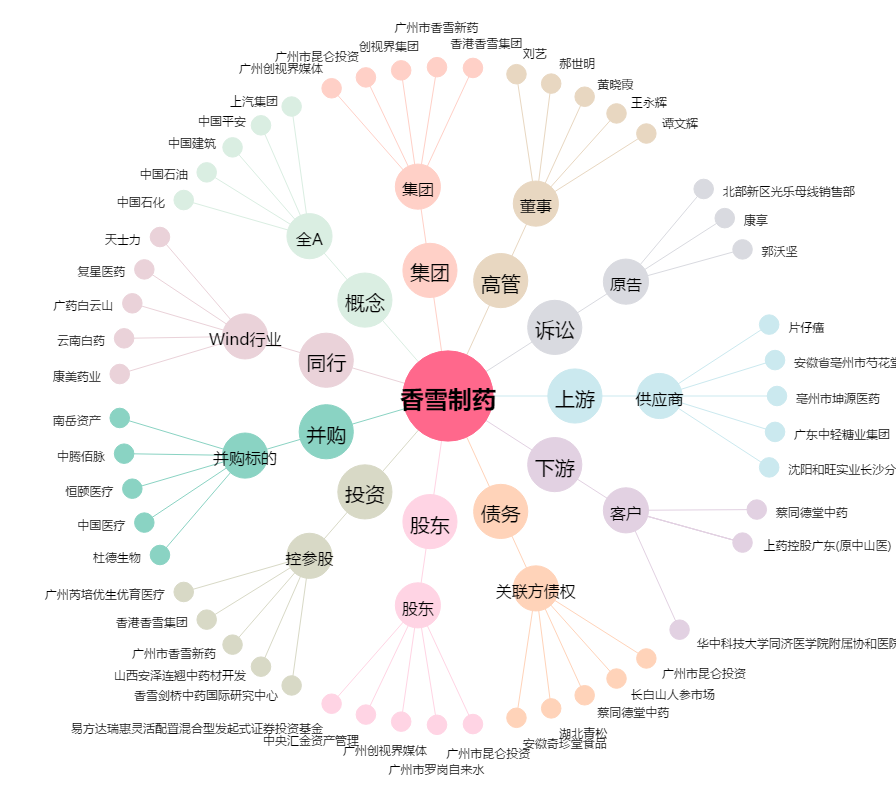 香雪制药
集团
集团
广州创视界媒体
广州市昆仑投资
创视界集团
广州市香雪新药
香港香雪集团
高管
董事
刘艺
郝世明
黄晓霞
王永辉
谭文辉
诉讼
原告
北部新区光乐母线销售部
康享
郭沃坚
上游
供应商
片仔癀
安徽省亳州市芍花堂
亳州市坤源医药
广东中轻糖业集团
沈阳和旺实业长沙分
下游
客户
蔡同德堂中药
上药控股广东(原中山医)
华中科技大学同济医学院附属协和医院
债务
关联方债权
广州市昆仑投资
长白山人参市场
蔡同德堂中药
湖北青松
安徽奇珍堂食品
股东
股东
广州市昆仑投资
广州市罗岗自来水
广州创视界媒体
中央汇金资产管理
易方达瑞惠灵活配置混合型发起式证券投资基金
投资
控参股
香雪剑桥中药国际研究中心
山西安泽连翘中药材开发
广州市香雪新药
香港香雪集团
广州芮培优生优育医疗
并购
并购标的
杜德生物
中国医疗
恒颐医疗
中腾佰脉
南岳资产
同行
Wind行业
康美药业
云南白药
广药白云山
复星医药
天士力
概念
全A
中国石化
中国石油
中国建筑
中国平安
上汽集团